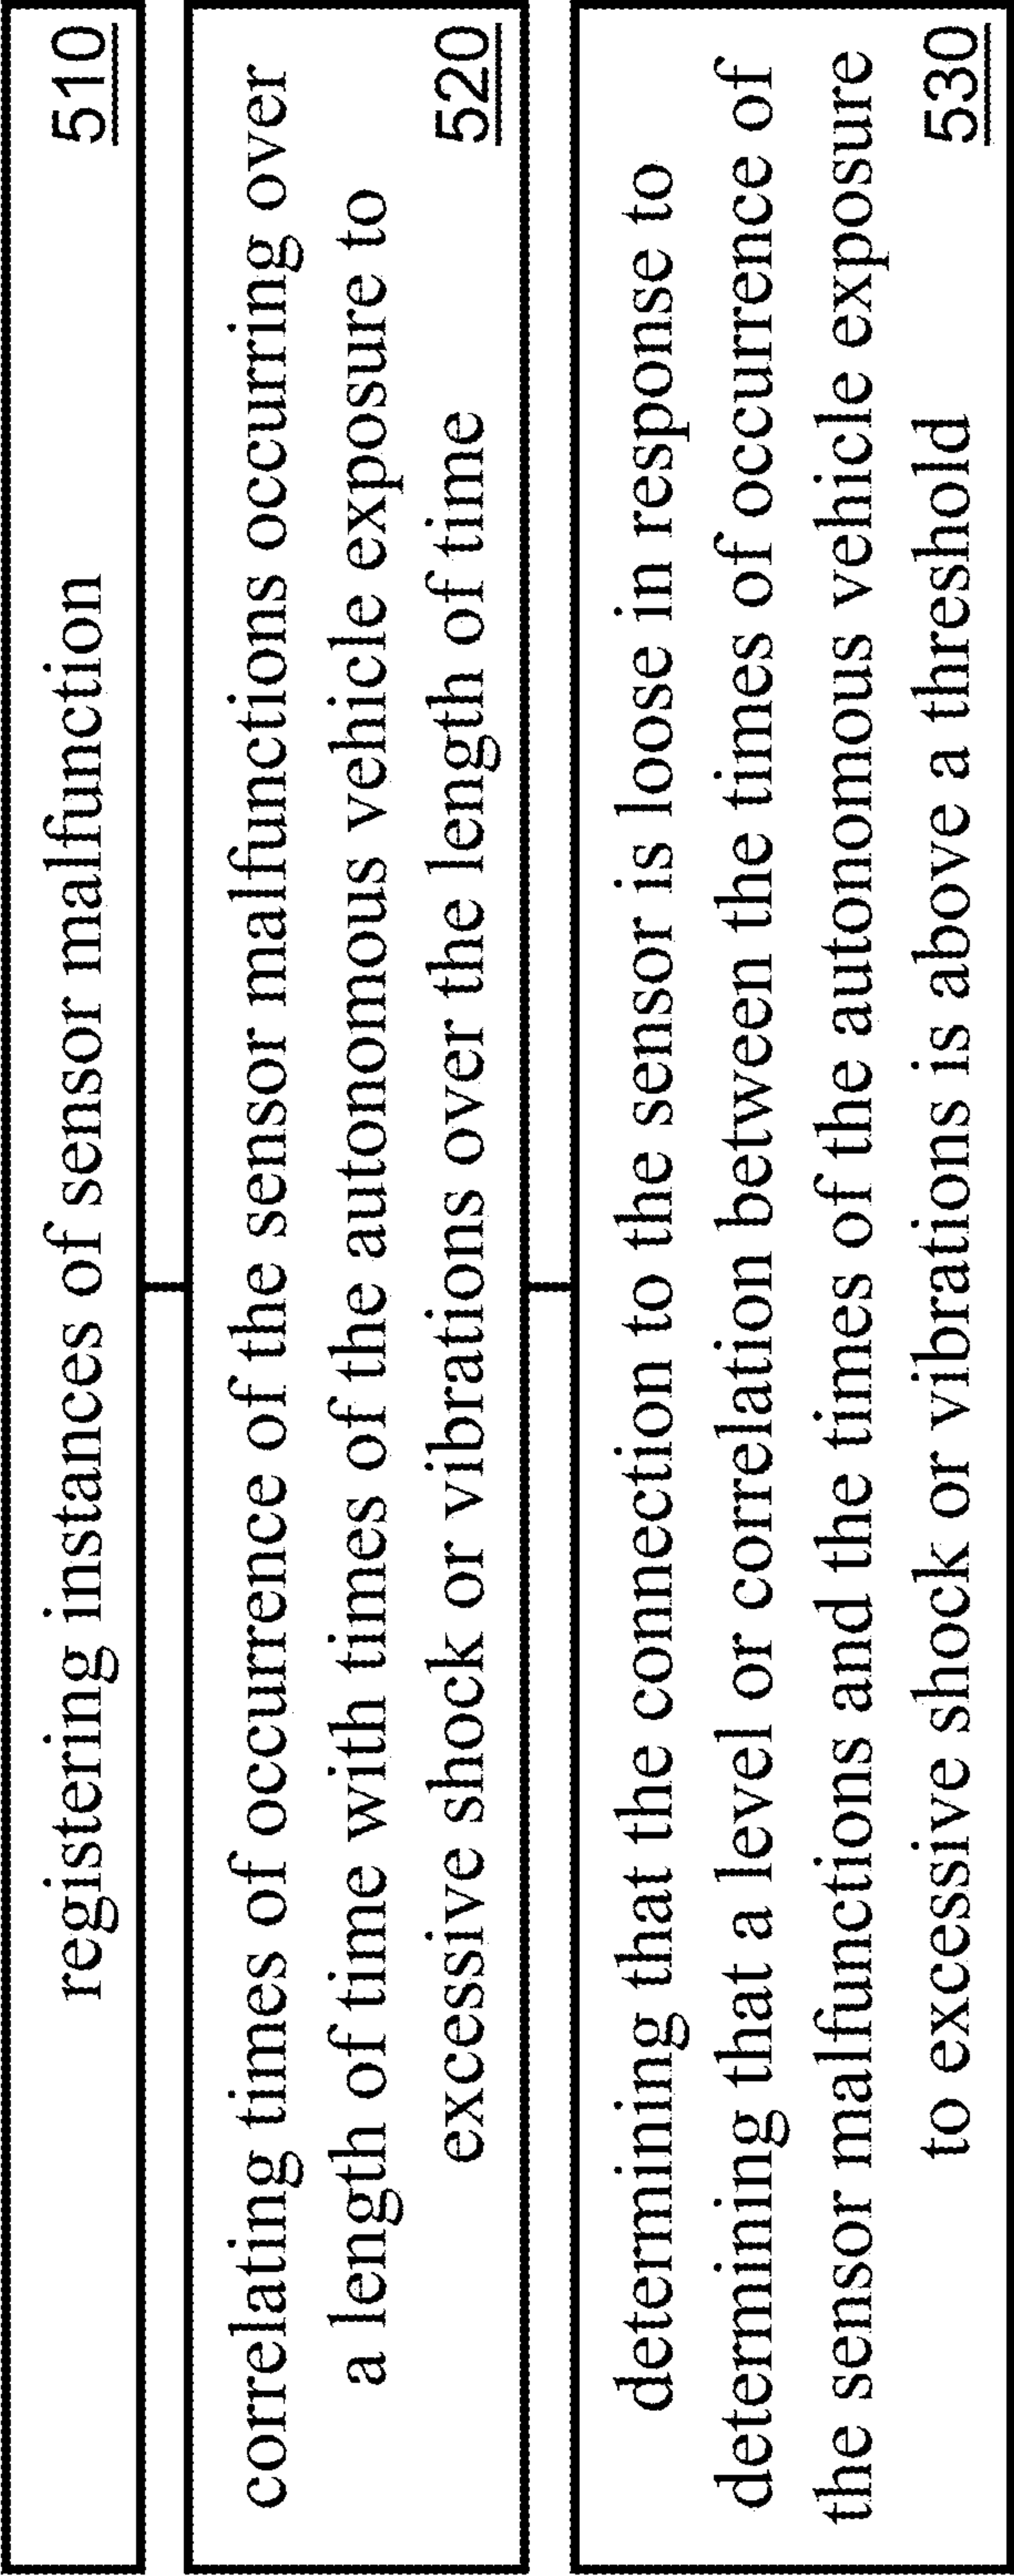 registering instances of sensor malfunction
510
correlating times of occurrence of the sensor malfunctions occurring over
a length of time with times of the autonomous vehicle exposure to
excessive shock or vibrations over the length of time
520
determining that the connection to the sensor is loose in response to
determining that a level or correlation between the times of occurrence of
the sensor malfunctions and the times of the autonomous vehicle exposure
to excessive shock or vibrations is above a threshold
530